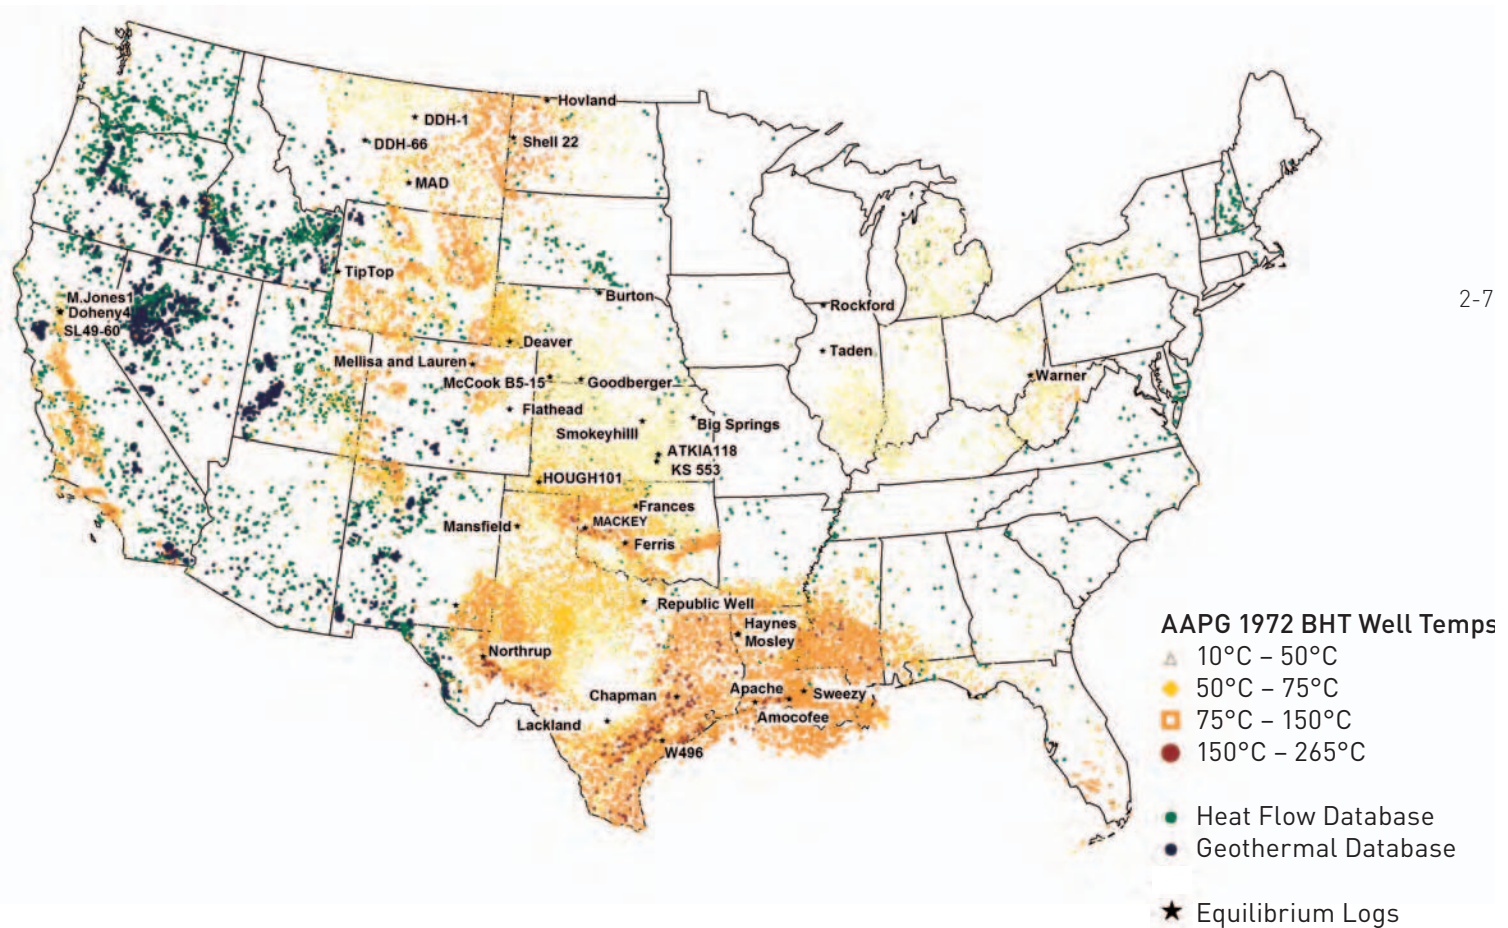 Hovland
DDH-1
DDH-66
Shell 22
MAD
TipTop
M.Jones1
Doheny4
SL49-60
Burton
Rockford
2-7
Deaver
Taden
Mellisa and Lauren
McCook B5-15
Goodberger
Warner
Flathead
Big Springs
Smokeyhilll
ATKIA118
KS 553
HOUGH101
Frances
Mansfield
MACKEY
Ferris
Republic Well
Haynes
Mosley
Northrup
Chapman
Apache
Sweezy
Lackland
Amocofee
W496
AAPG 1972 BHT Well Temps
10°C – 50°C
50°C – 75°C
75°C – 150°C
150°C – 265°C
Heat Flow Database
Geothermal Database
Equilibrium Logs